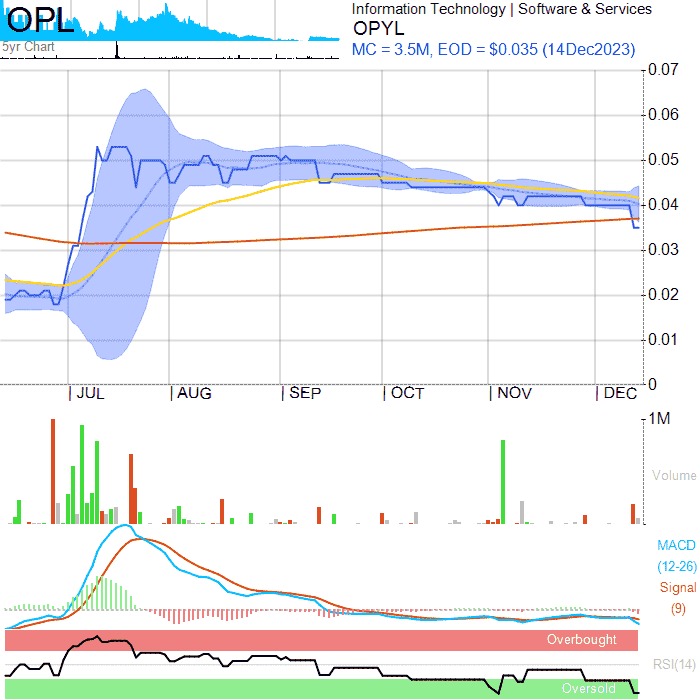 OPL
5yr Chart
Information Technology | Software & Services
OPYL
MC = 3.5M, EOD = $0.035 (14Dec2023)
0.07
0.06
0.05
0.04
0.03
0.02
0.01
0
JUL
AUG
SEP
OCT
NOV
DEC
1M
Volume
MACD
(12-26)
Signal
(9)
Overbought
RSI(14)
Oversold